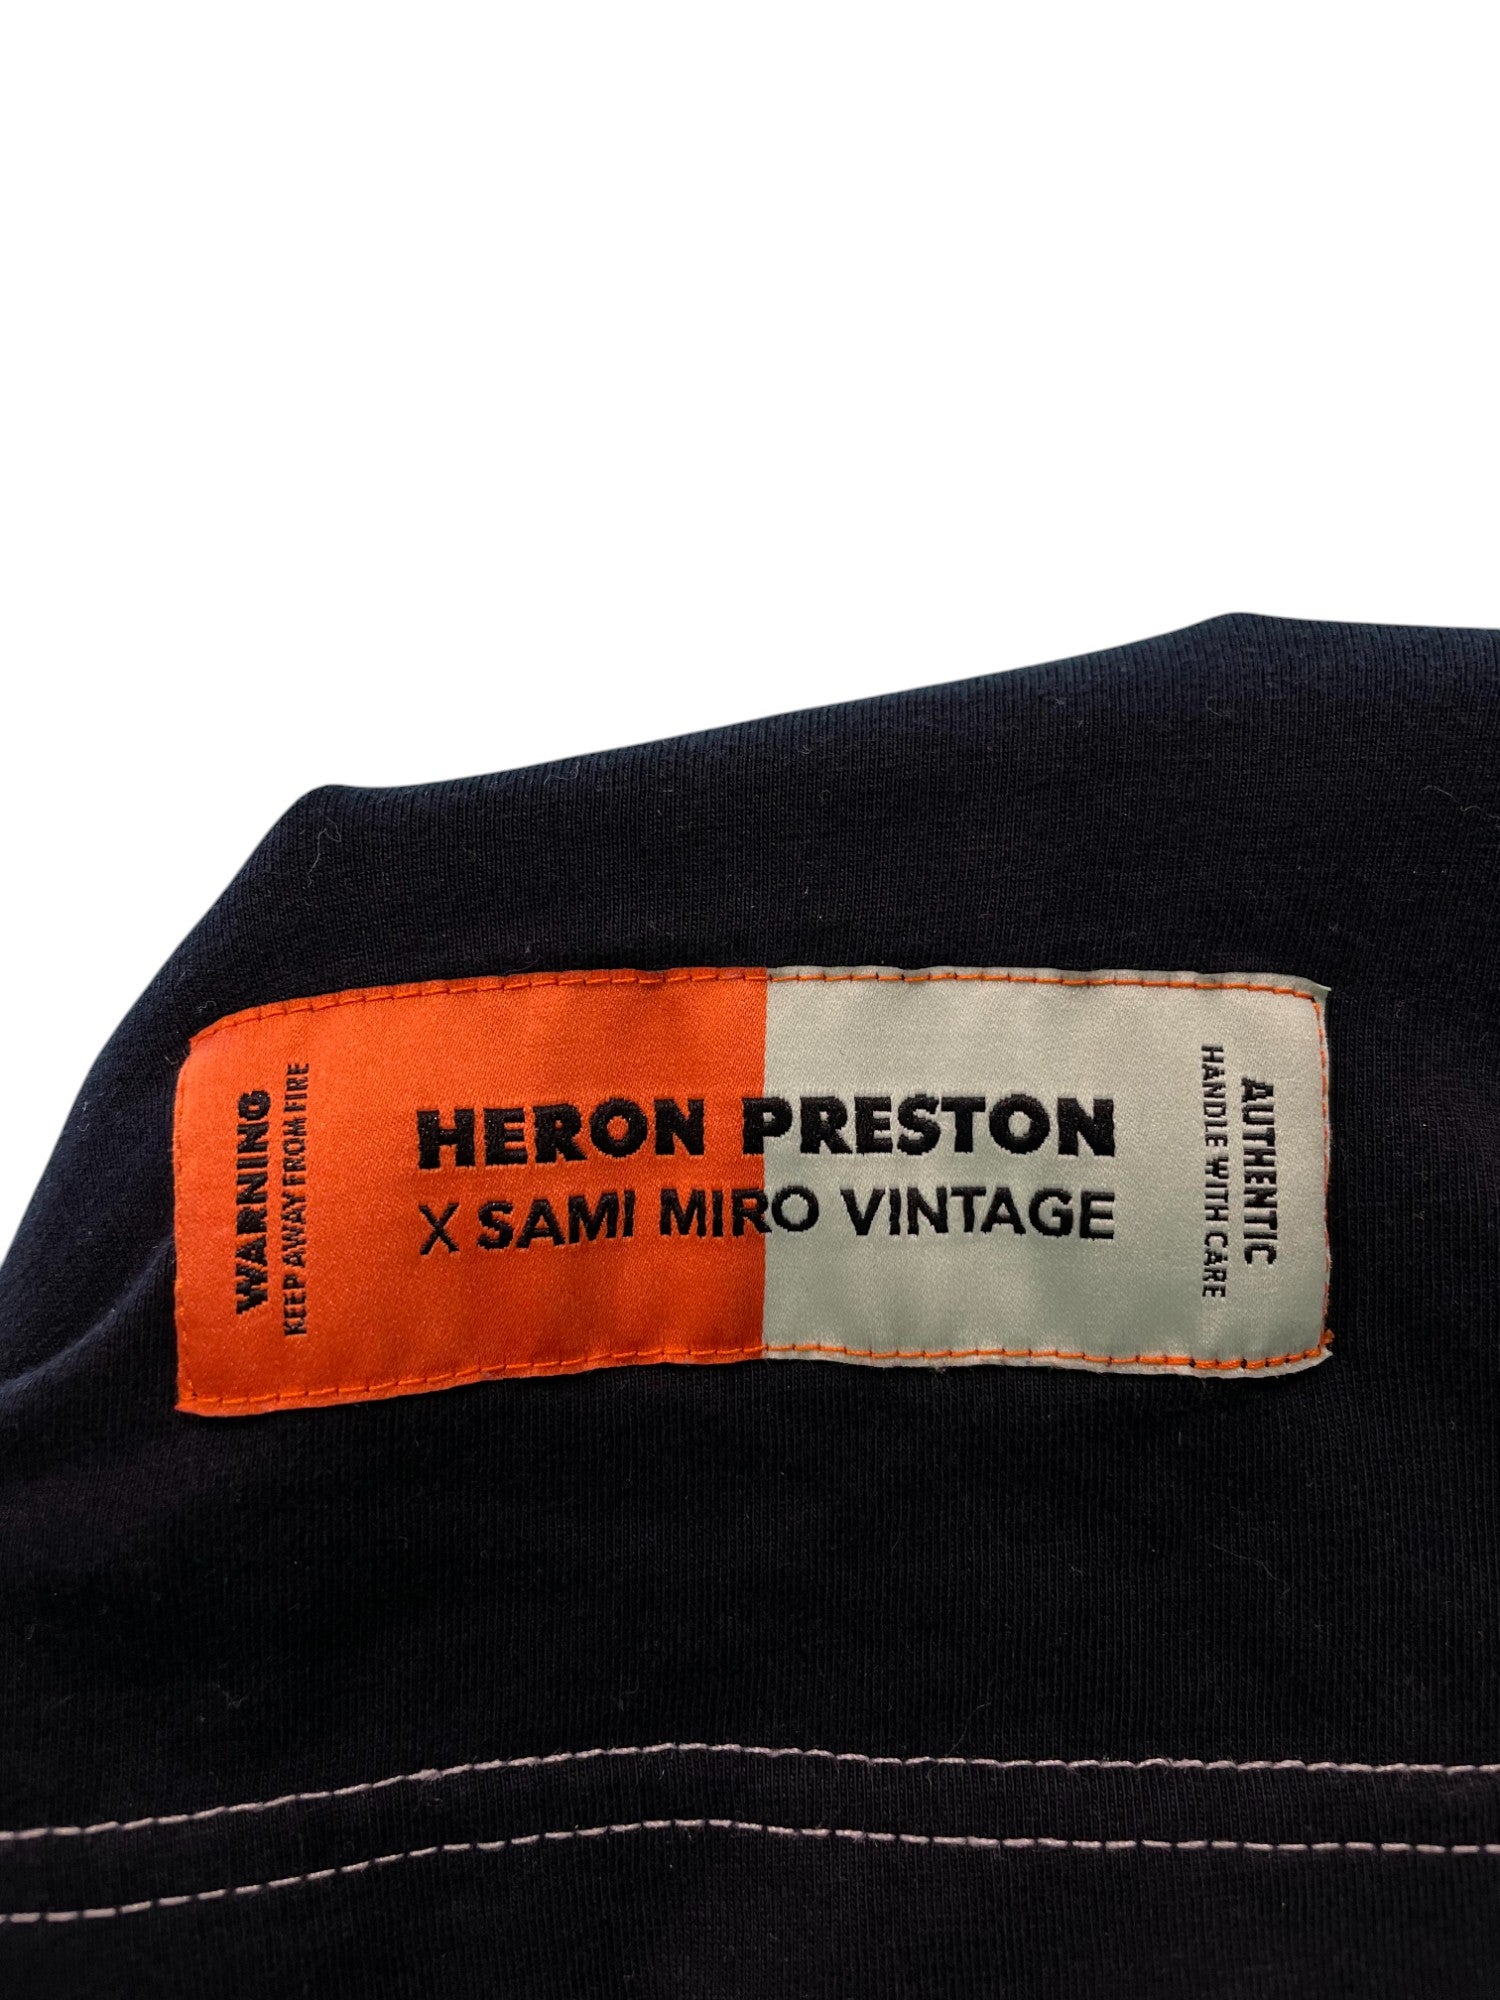 WARNING
KEEP AWAY FROM FIRE
HERON PRESTON
X SAMI MIRO VINTAGE
AUTHENTIC
HANDLE WITH CARE